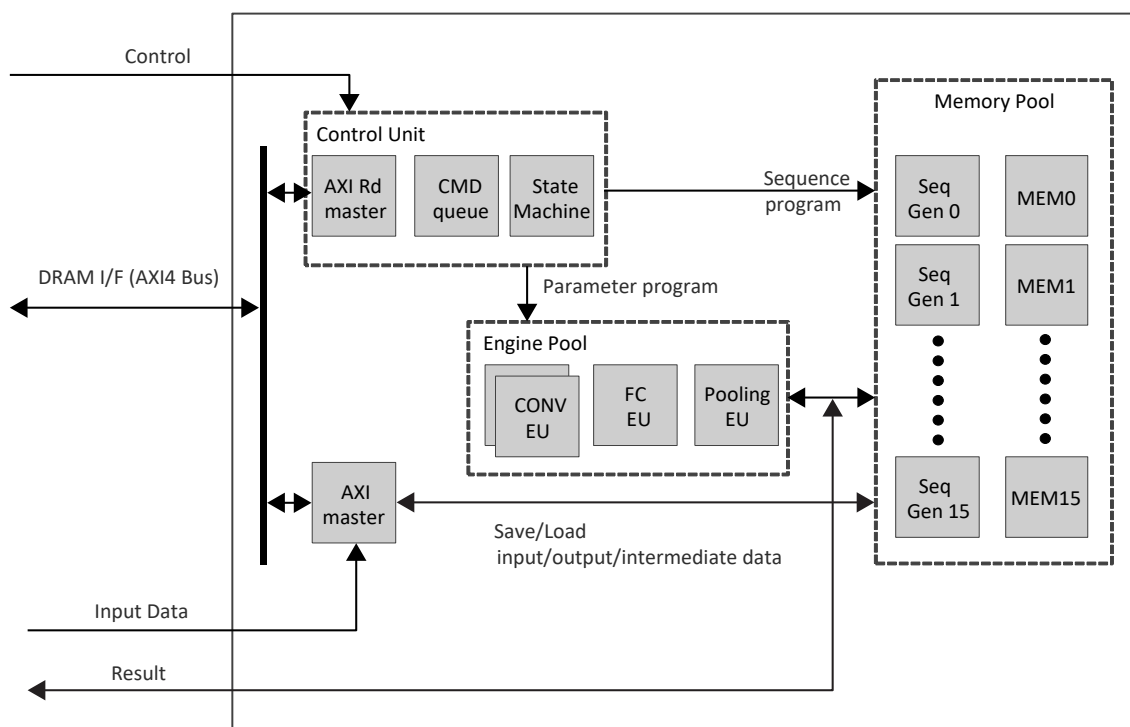 Control
Memory Pool
Control Unit
AXI Rd
master
CMD
queue
State
Machine
Sequence
program
Seq
Gen 0
MEM0
DRAM I/F (AXI4 Bus)
Parameter program
Seq
Gen 1
MEM1
Engine Pool
CONV
EU
FC
EU
Pooling
EU
AXI
master
Seq
Gen 15
MEM15
Save/Load
input/output/intermediate data
Input Data
Result